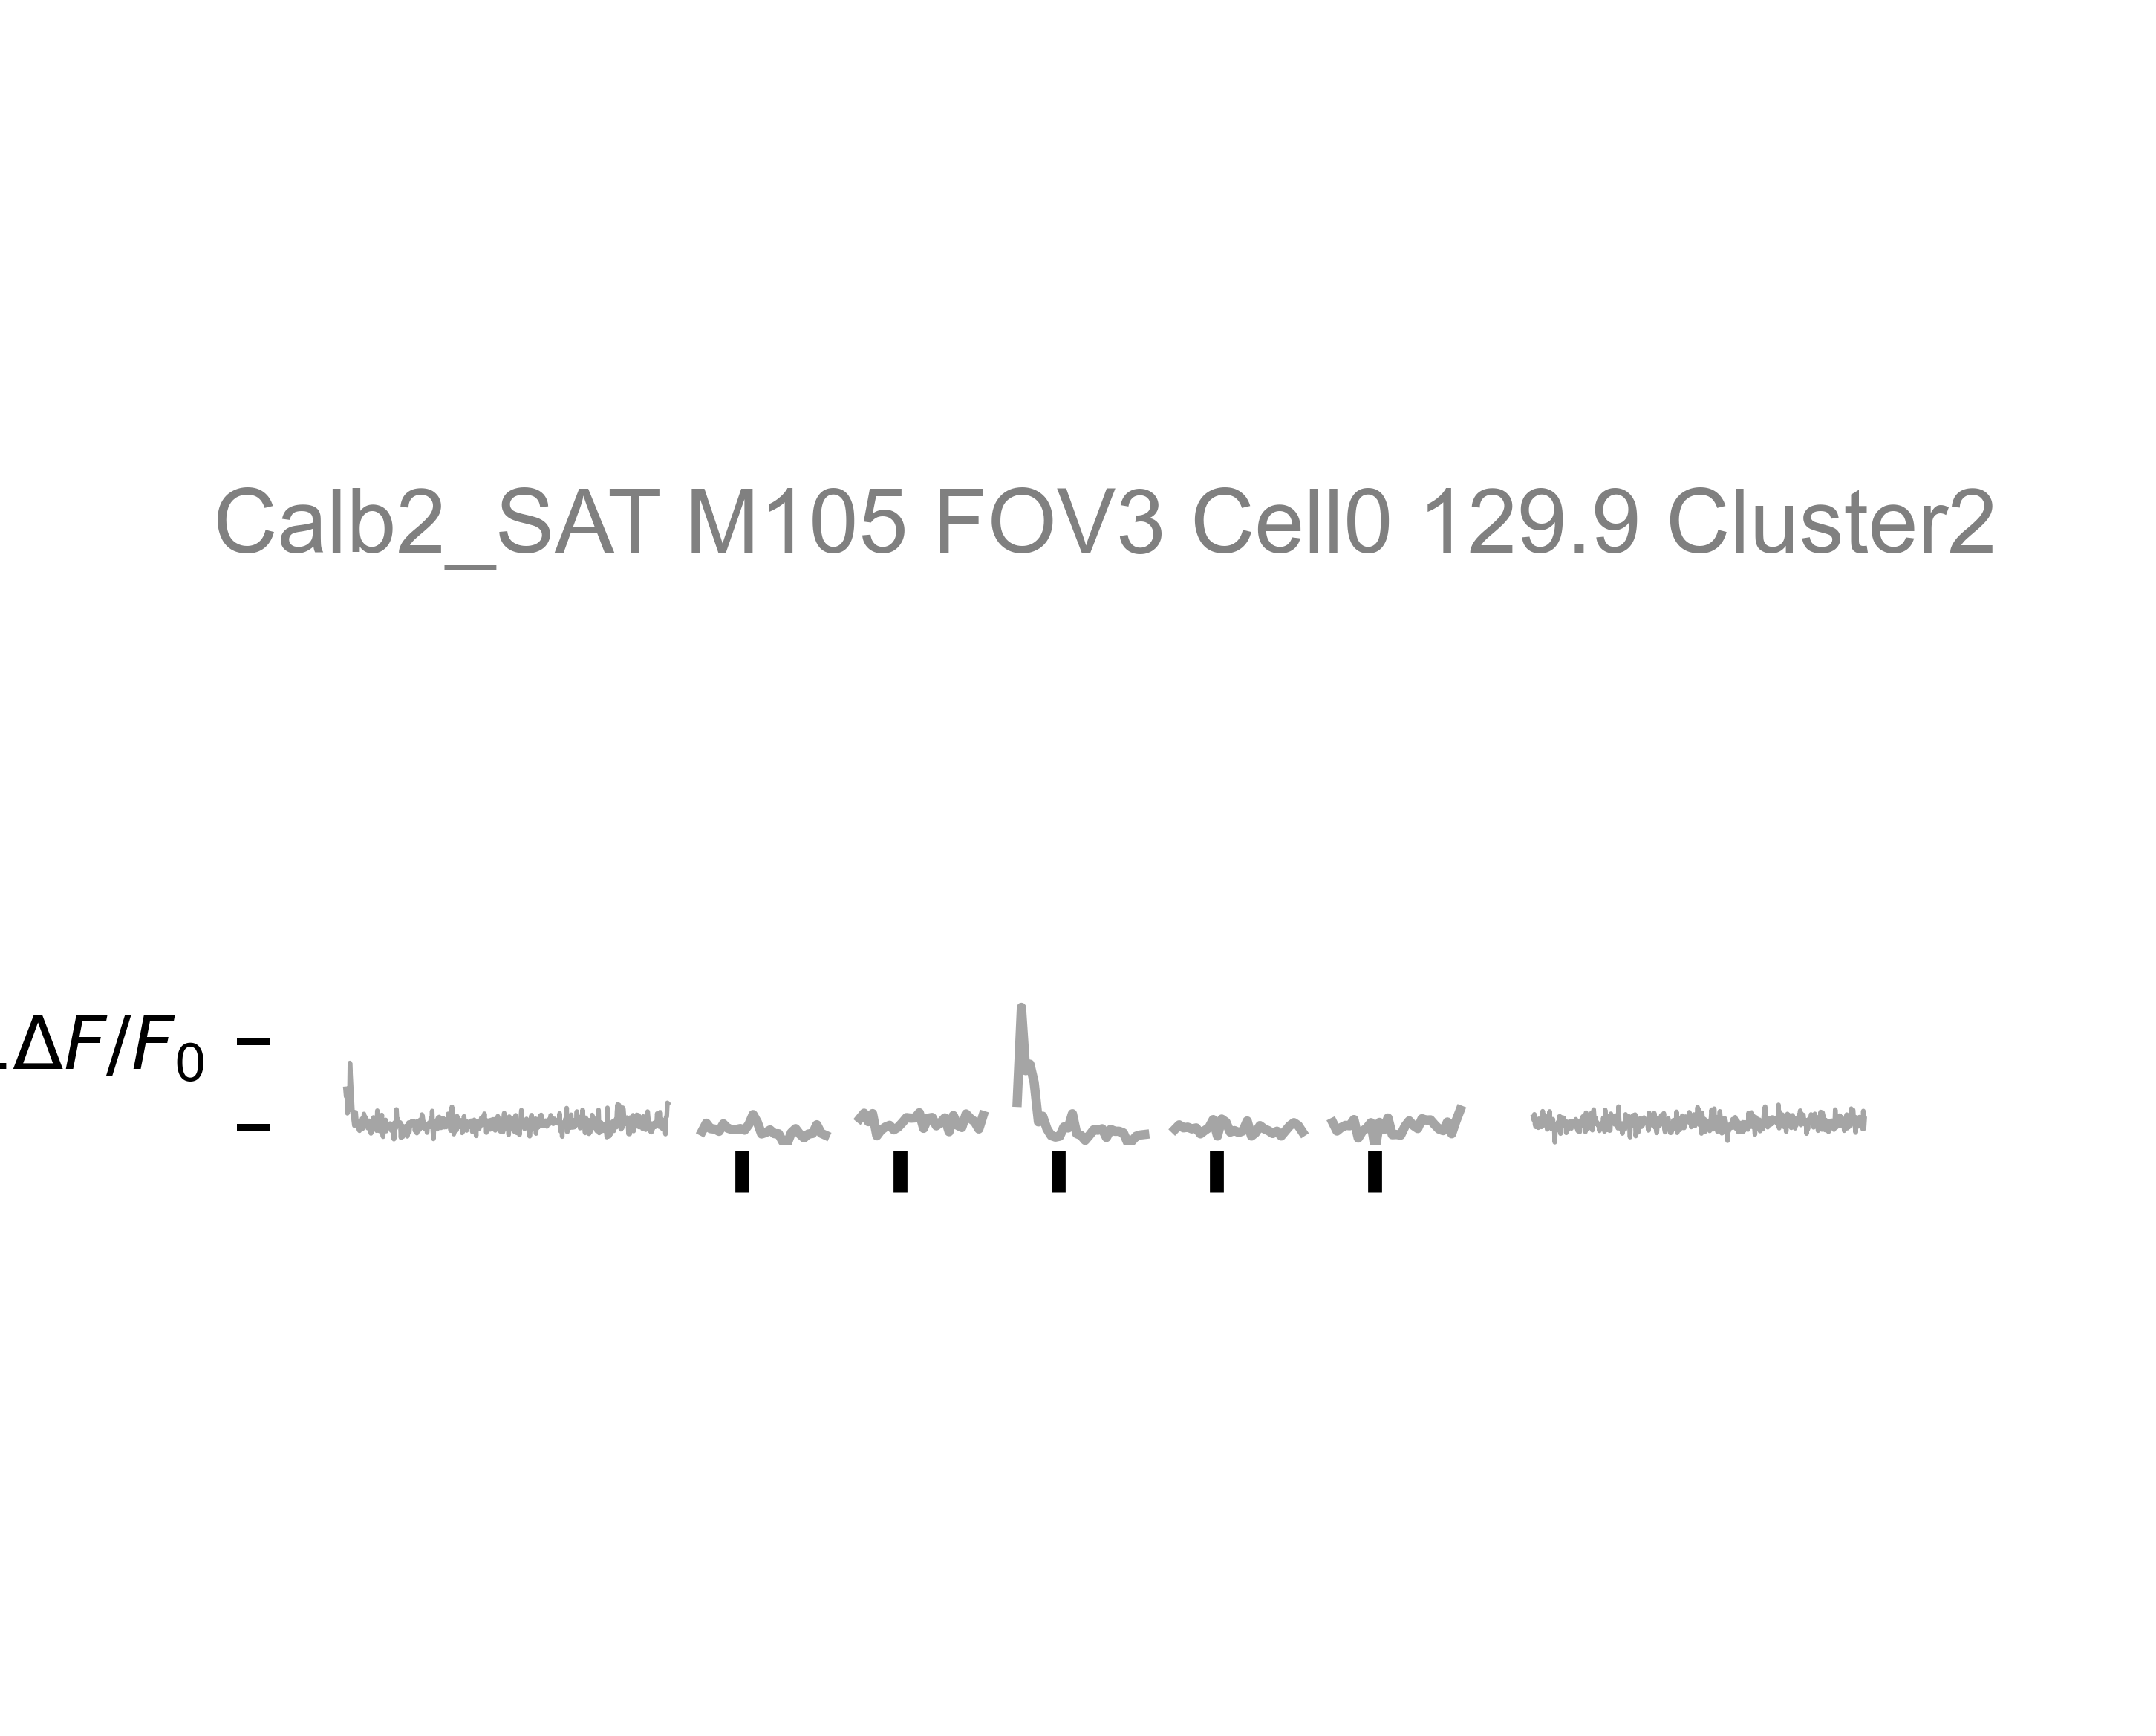 Calb2_SAT M105 FOV3 Cell0 129.9 Cluster2
ΔF/F₀